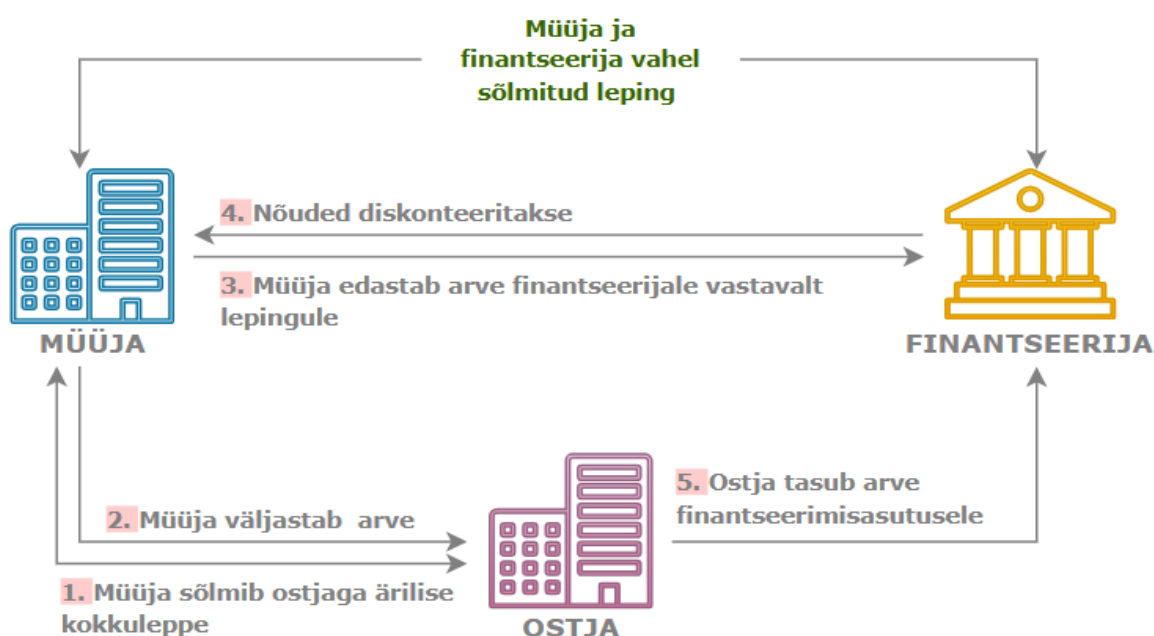 Müüja ja
finantseerija vahel
sõlmitud leping
4. Nõuded diskonteeritakse
3. Müüja edastab arve finantseerijale vastavalt
lepingule
MÜÜJA
FINANTSEERIJA
5. Ostja tasub arve
finantseerimisasutusele
2. Müüja väljastab arve
1. Müüja sõlmib ostjaga ärilise
kokkuleppe
OSTJA